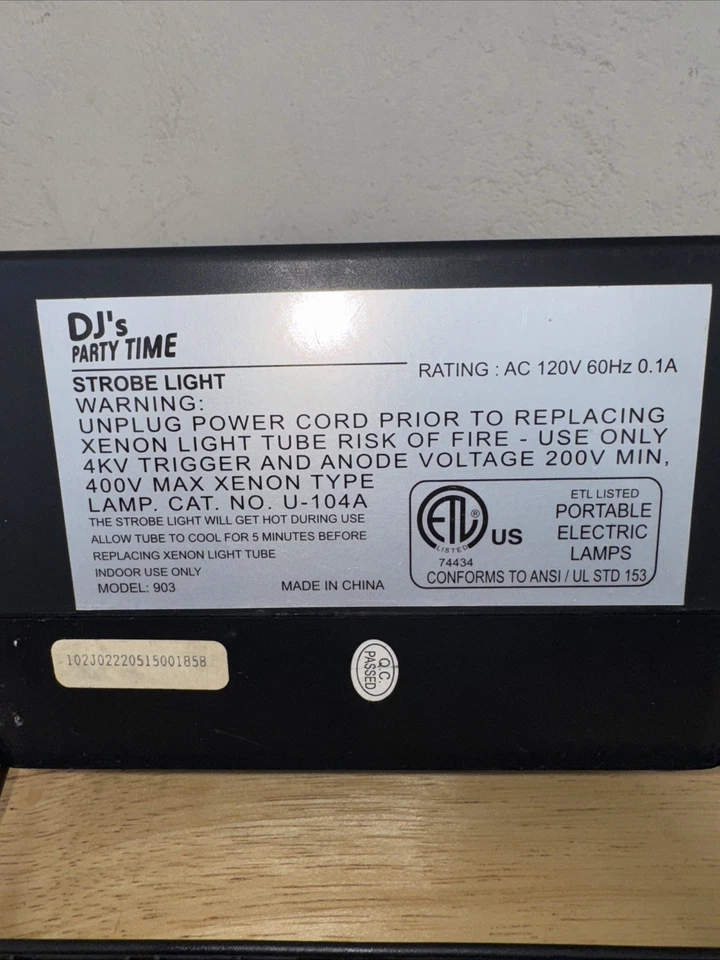 DJ's
PARTY TIME
STROBE LIGHT
RATING : AC 120V 60Hz 0.1A
WARNING:
UNPLUG POWER CORD PRIOR TO REPLACING
XENON LIGHT TUBE RISK OF FIRE - USE ONLY
4KV TRIGGER AND ANODE VOLTAGE 200V MIN,
400V MAX XENON TYPE
LAMP. CAT. NO. U-104A
THE STROBE LIGHT WILL GET HOT DURING USE
ALLOW TUBE TO COOL FOR 5 MINUTES BEFORE
REPLACING XENON LIGHT TUBE
INDOOR USE ONLY
MODEL: 903
MADE IN CHINA
ETL
®
LISTED
US
74434
ETL LISTED
PORTABLE
ELECTRIC
LAMPS
CONFORMS TO ANSI / UL STD 153
102J02220515001858
Q.C.
PASSED